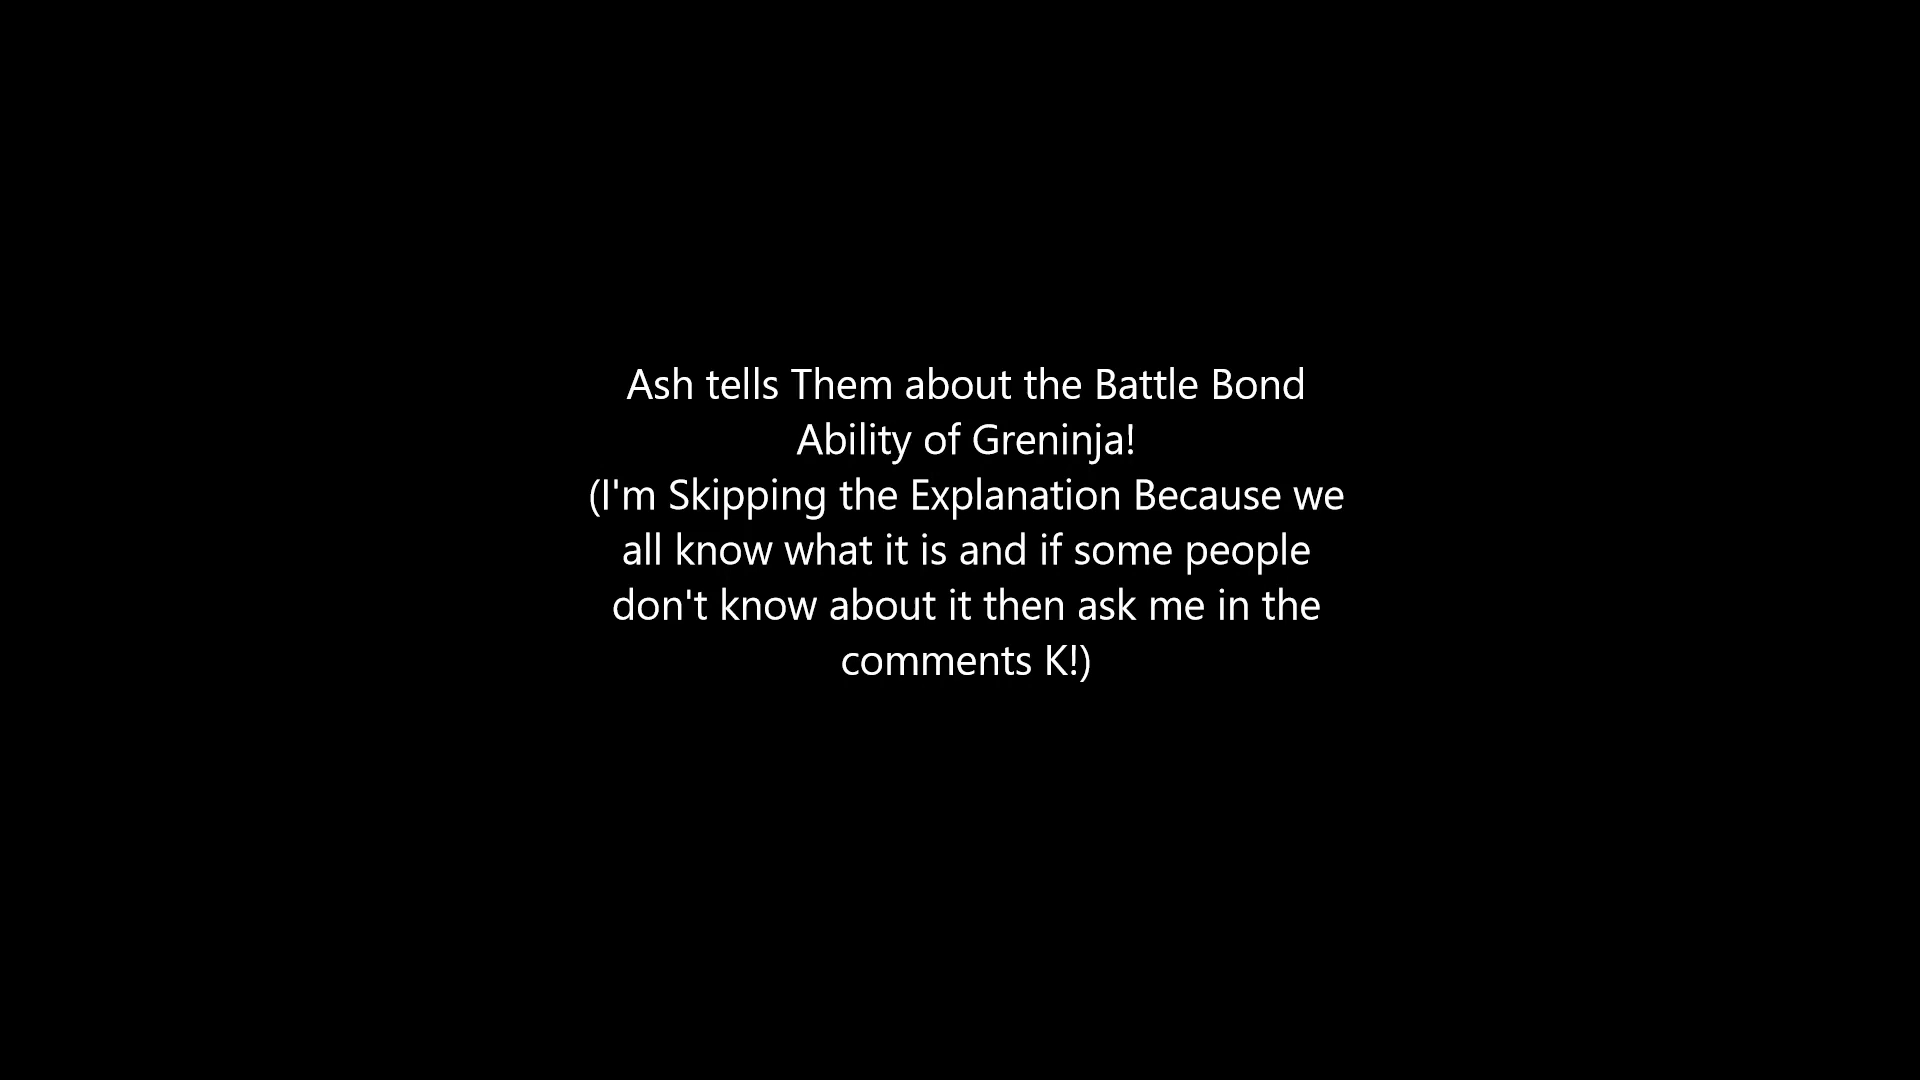 Ash tells Them about the Battle Bond
Ability of Greninja!
(I'm Skipping the Explanation Because we
all know what it is and if some people
don't know about it then ask me in the
comments K!)